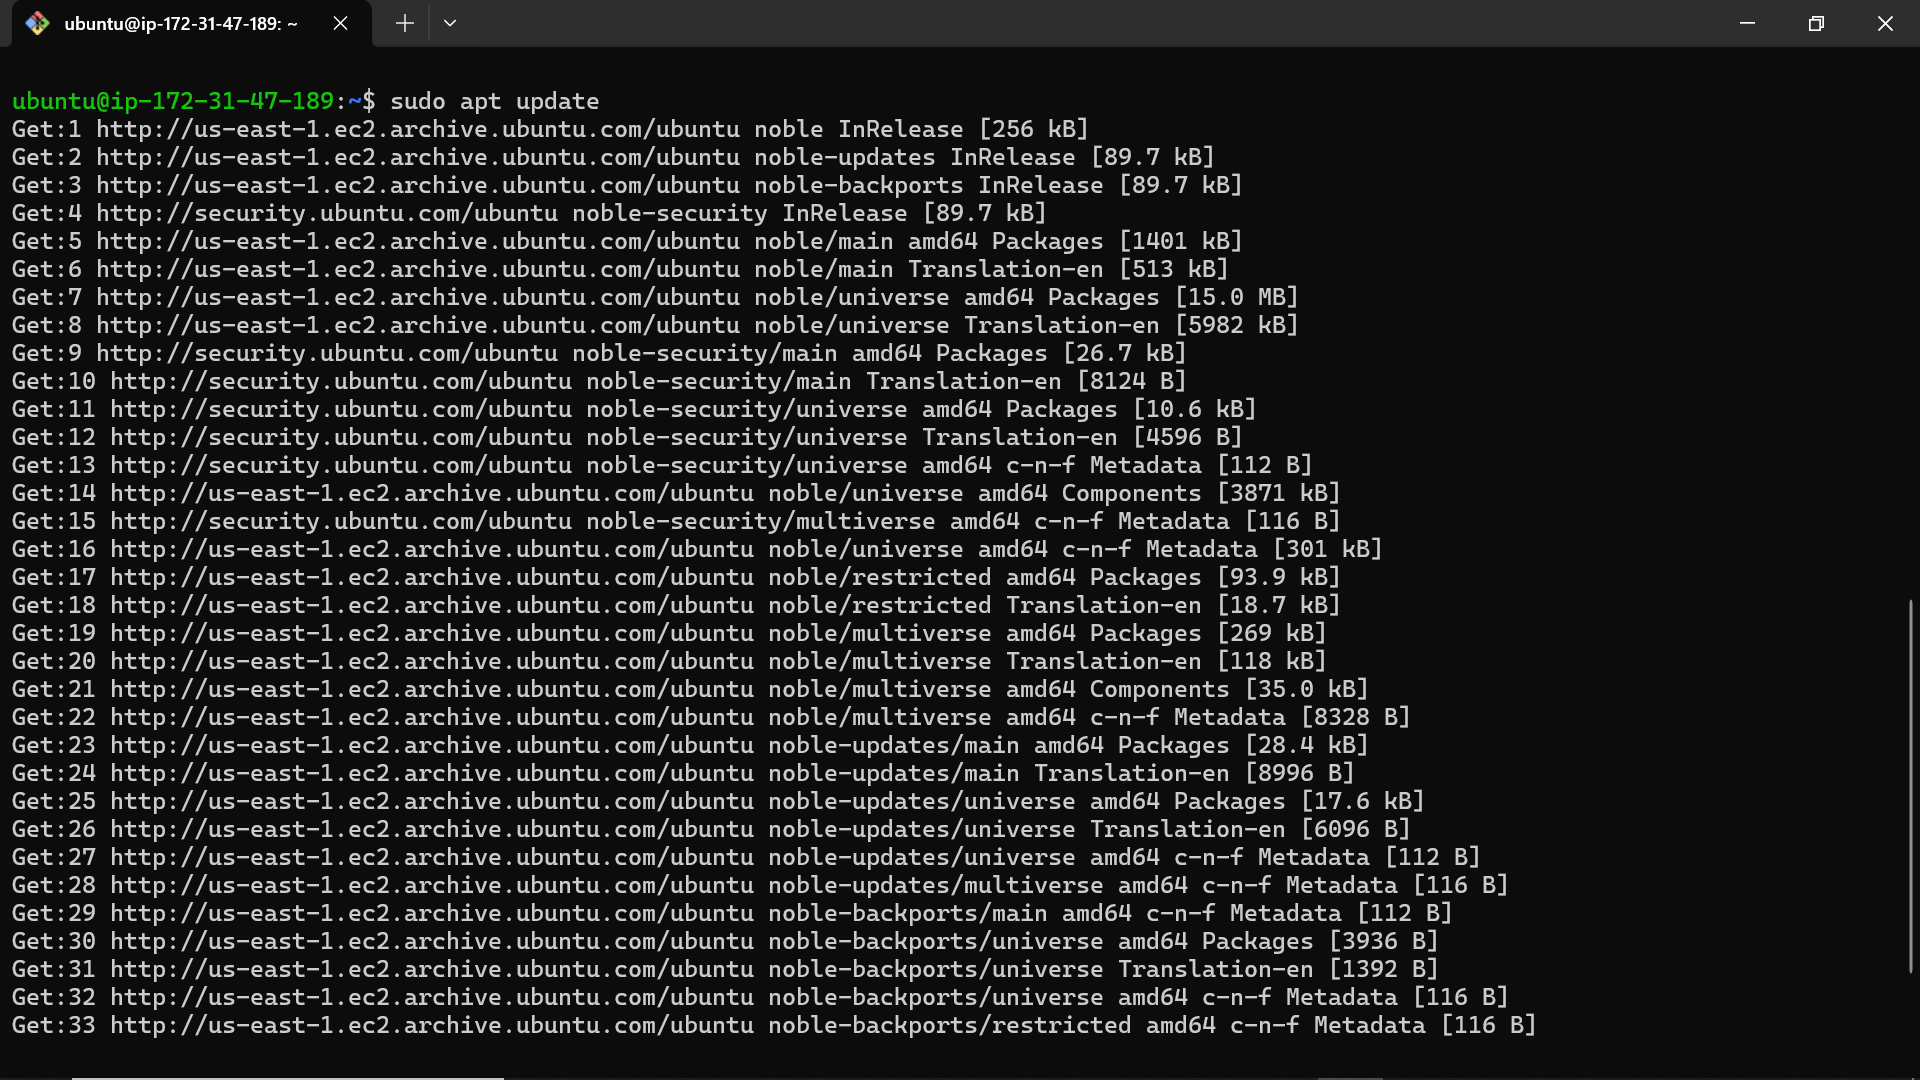 ubuntu@ip-172-31-47-189: ~
ubuntu@ip-172-31-47-189:~$ sudo apt update
Get:1 http://us-east-1.ec2.archive.ubuntu.com/ubuntu noble InRelease [256 kB]
Get:2 http://us-east-1.ec2.archive.ubuntu.com/ubuntu noble-updates InRelease [89.7 kB]
Get:3 http://us-east-1.ec2.archive.ubuntu.com/ubuntu noble-backports InRelease [89.7 kB]
Get:4 http://security.ubuntu.com/ubuntu noble-security InRelease [89.7 kB]
Get:5 http://us-east-1.ec2.archive.ubuntu.com/ubuntu noble/main amd64 Packages [1401 kB]
Get:6 http://us-east-1.ec2.archive.ubuntu.com/ubuntu noble/main Translation-en [513 kB]
Get:7 http://us-east-1.ec2.archive.ubuntu.com/ubuntu noble/universe amd64 Packages [15.0 MB]
Get:8 http://us-east-1.ec2.archive.ubuntu.com/ubuntu noble/universe Translation-en [5982 kB]
Get:9 http://security.ubuntu.com/ubuntu noble-security/main amd64 Packages [26.7 kB]
Get:10 http://security.ubuntu.com/ubuntu noble-security/main Translation-en [8124 B]
Get:11 http://security.ubuntu.com/ubuntu noble-security/universe amd64 Packages [10.6 kB]
Get:12 http://security.ubuntu.com/ubuntu noble-security/universe Translation-en [4596 B]
Get:13 http://security.ubuntu.com/ubuntu noble-security/universe amd64 c-n-f Metadata [112 B]
Get:14 http://us-east-1.ec2.archive.ubuntu.com/ubuntu noble/universe amd64 Components [3871 kB]
Get:15 http://security.ubuntu.com/ubuntu noble-security/multiverse amd64 c-n-f Metadata [116 B]
Get:16 http://us-east-1.ec2.archive.ubuntu.com/ubuntu noble/universe amd64 c-n-f Metadata [301 kB]
Get:17 http://us-east-1.ec2.archive.ubuntu.com/ubuntu noble/restricted amd64 Packages [93.9 kB]
Get:18 http://us-east-1.ec2.archive.ubuntu.com/ubuntu noble/restricted Translation-en [18.7 kB]
Get:19 http://us-east-1.ec2.archive.ubuntu.com/ubuntu noble/multiverse amd64 Packages [269 kB]
Get:20 http://us-east-1.ec2.archive.ubuntu.com/ubuntu noble/multiverse Translation-en [118 kB]
Get:21 http://us-east-1.ec2.archive.ubuntu.com/ubuntu noble/multiverse amd64 Components [35.0 kB]
Get:22 http://us-east-1.ec2.archive.ubuntu.com/ubuntu noble/multiverse amd64 c-n-f Metadata [8328 B]
Get:23 http://us-east-1.ec2.archive.ubuntu.com/ubuntu noble-updates/main amd64 Packages [28.4 kB]
Get:24 http://us-east-1.ec2.archive.ubuntu.com/ubuntu noble-updates/main Translation-en [8996 B]
Get:25 http://us-east-1.ec2.archive.ubuntu.com/ubuntu noble-updates/universe amd64 Packages [17.6 kB]
Get:26 http://us-east-1.ec2.archive.ubuntu.com/ubuntu noble-updates/universe Translation-en [6096 B]
Get:27 http://us-east-1.ec2.archive.ubuntu.com/ubuntu noble-updates/universe amd64 c-n-f Metadata [112 B]
Get:28 http://us-east-1.ec2.archive.ubuntu.com/ubuntu noble-updates/multiverse amd64 c-n-f Metadata [116 B]
Get:29 http://us-east-1.ec2.archive.ubuntu.com/ubuntu noble-backports/main amd64 c-n-f Metadata [112 B]
Get:30 http://us-east-1.ec2.archive.ubuntu.com/ubuntu noble-backports/universe amd64 Packages [3936 B]
Get:31 http://us-east-1.ec2.archive.ubuntu.com/ubuntu noble-backports/universe Translation-en [1392 B]
Get:32 http://us-east-1.ec2.archive.ubuntu.com/ubuntu noble-backports/universe amd64 c-n-f Metadata [116 B]
Get:33 http://us-east-1.ec2.archive.ubuntu.com/ubuntu noble-backports/restricted amd64 c-n-f Metadata [116 B]